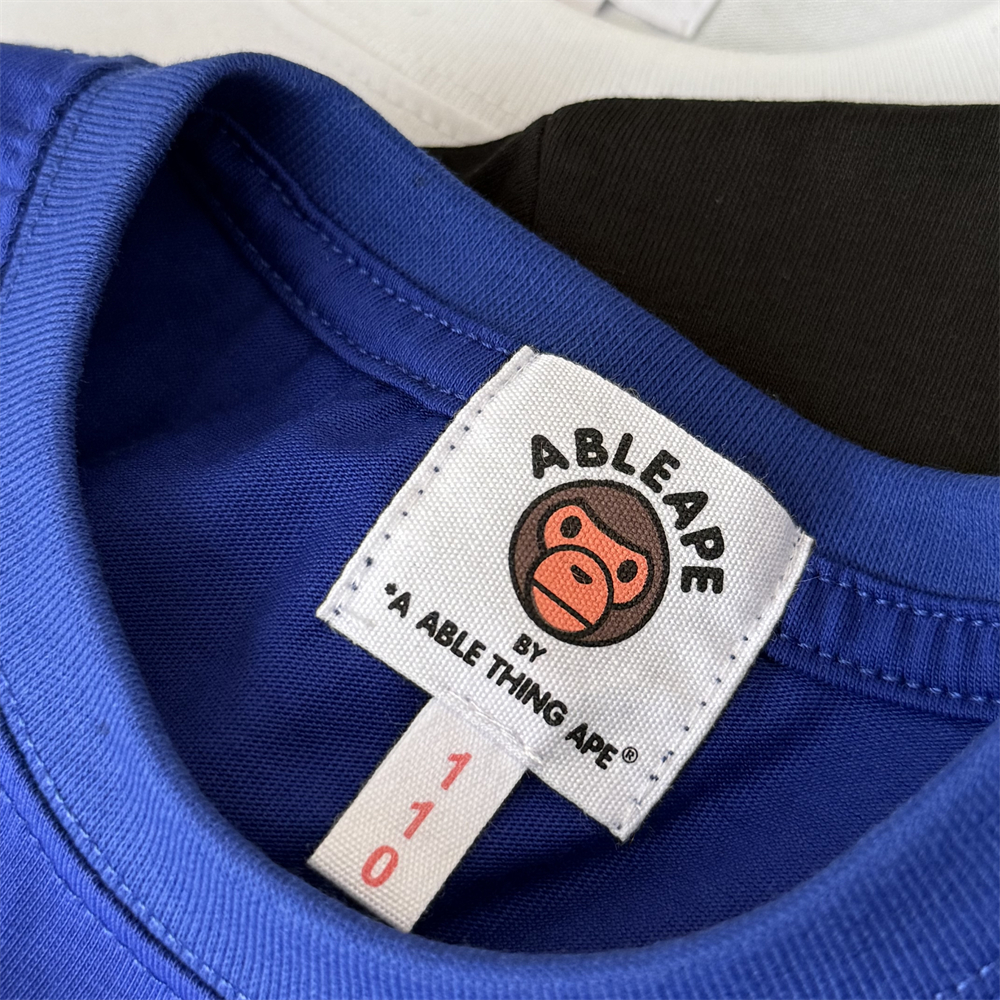 ABLEAPE
BY
*A ABLE THING APE®
110